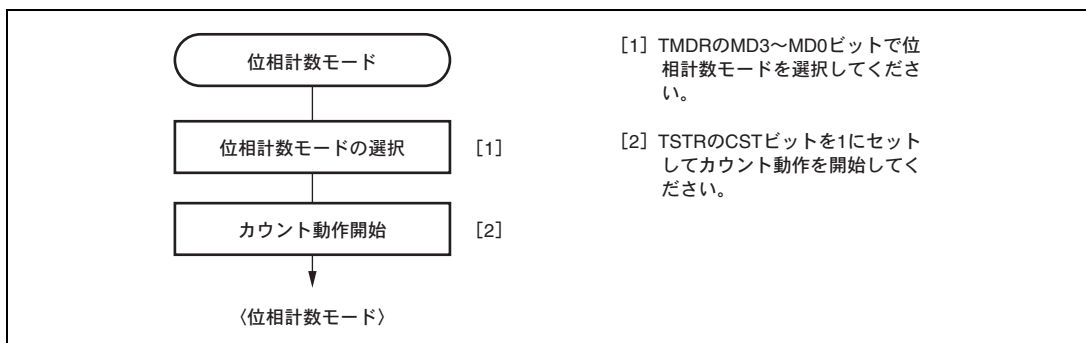 位相計数モード
位相計数モードの選択 [1]
カウント動作開始 [2]
〈位相計数モード〉
[1] TMDRのMD3～MD0ビットで位
相計数モードを選択してくださ
い。
[2] TSTRのCSTビットを1にセット
してカウント動作を開始してく
ださい。